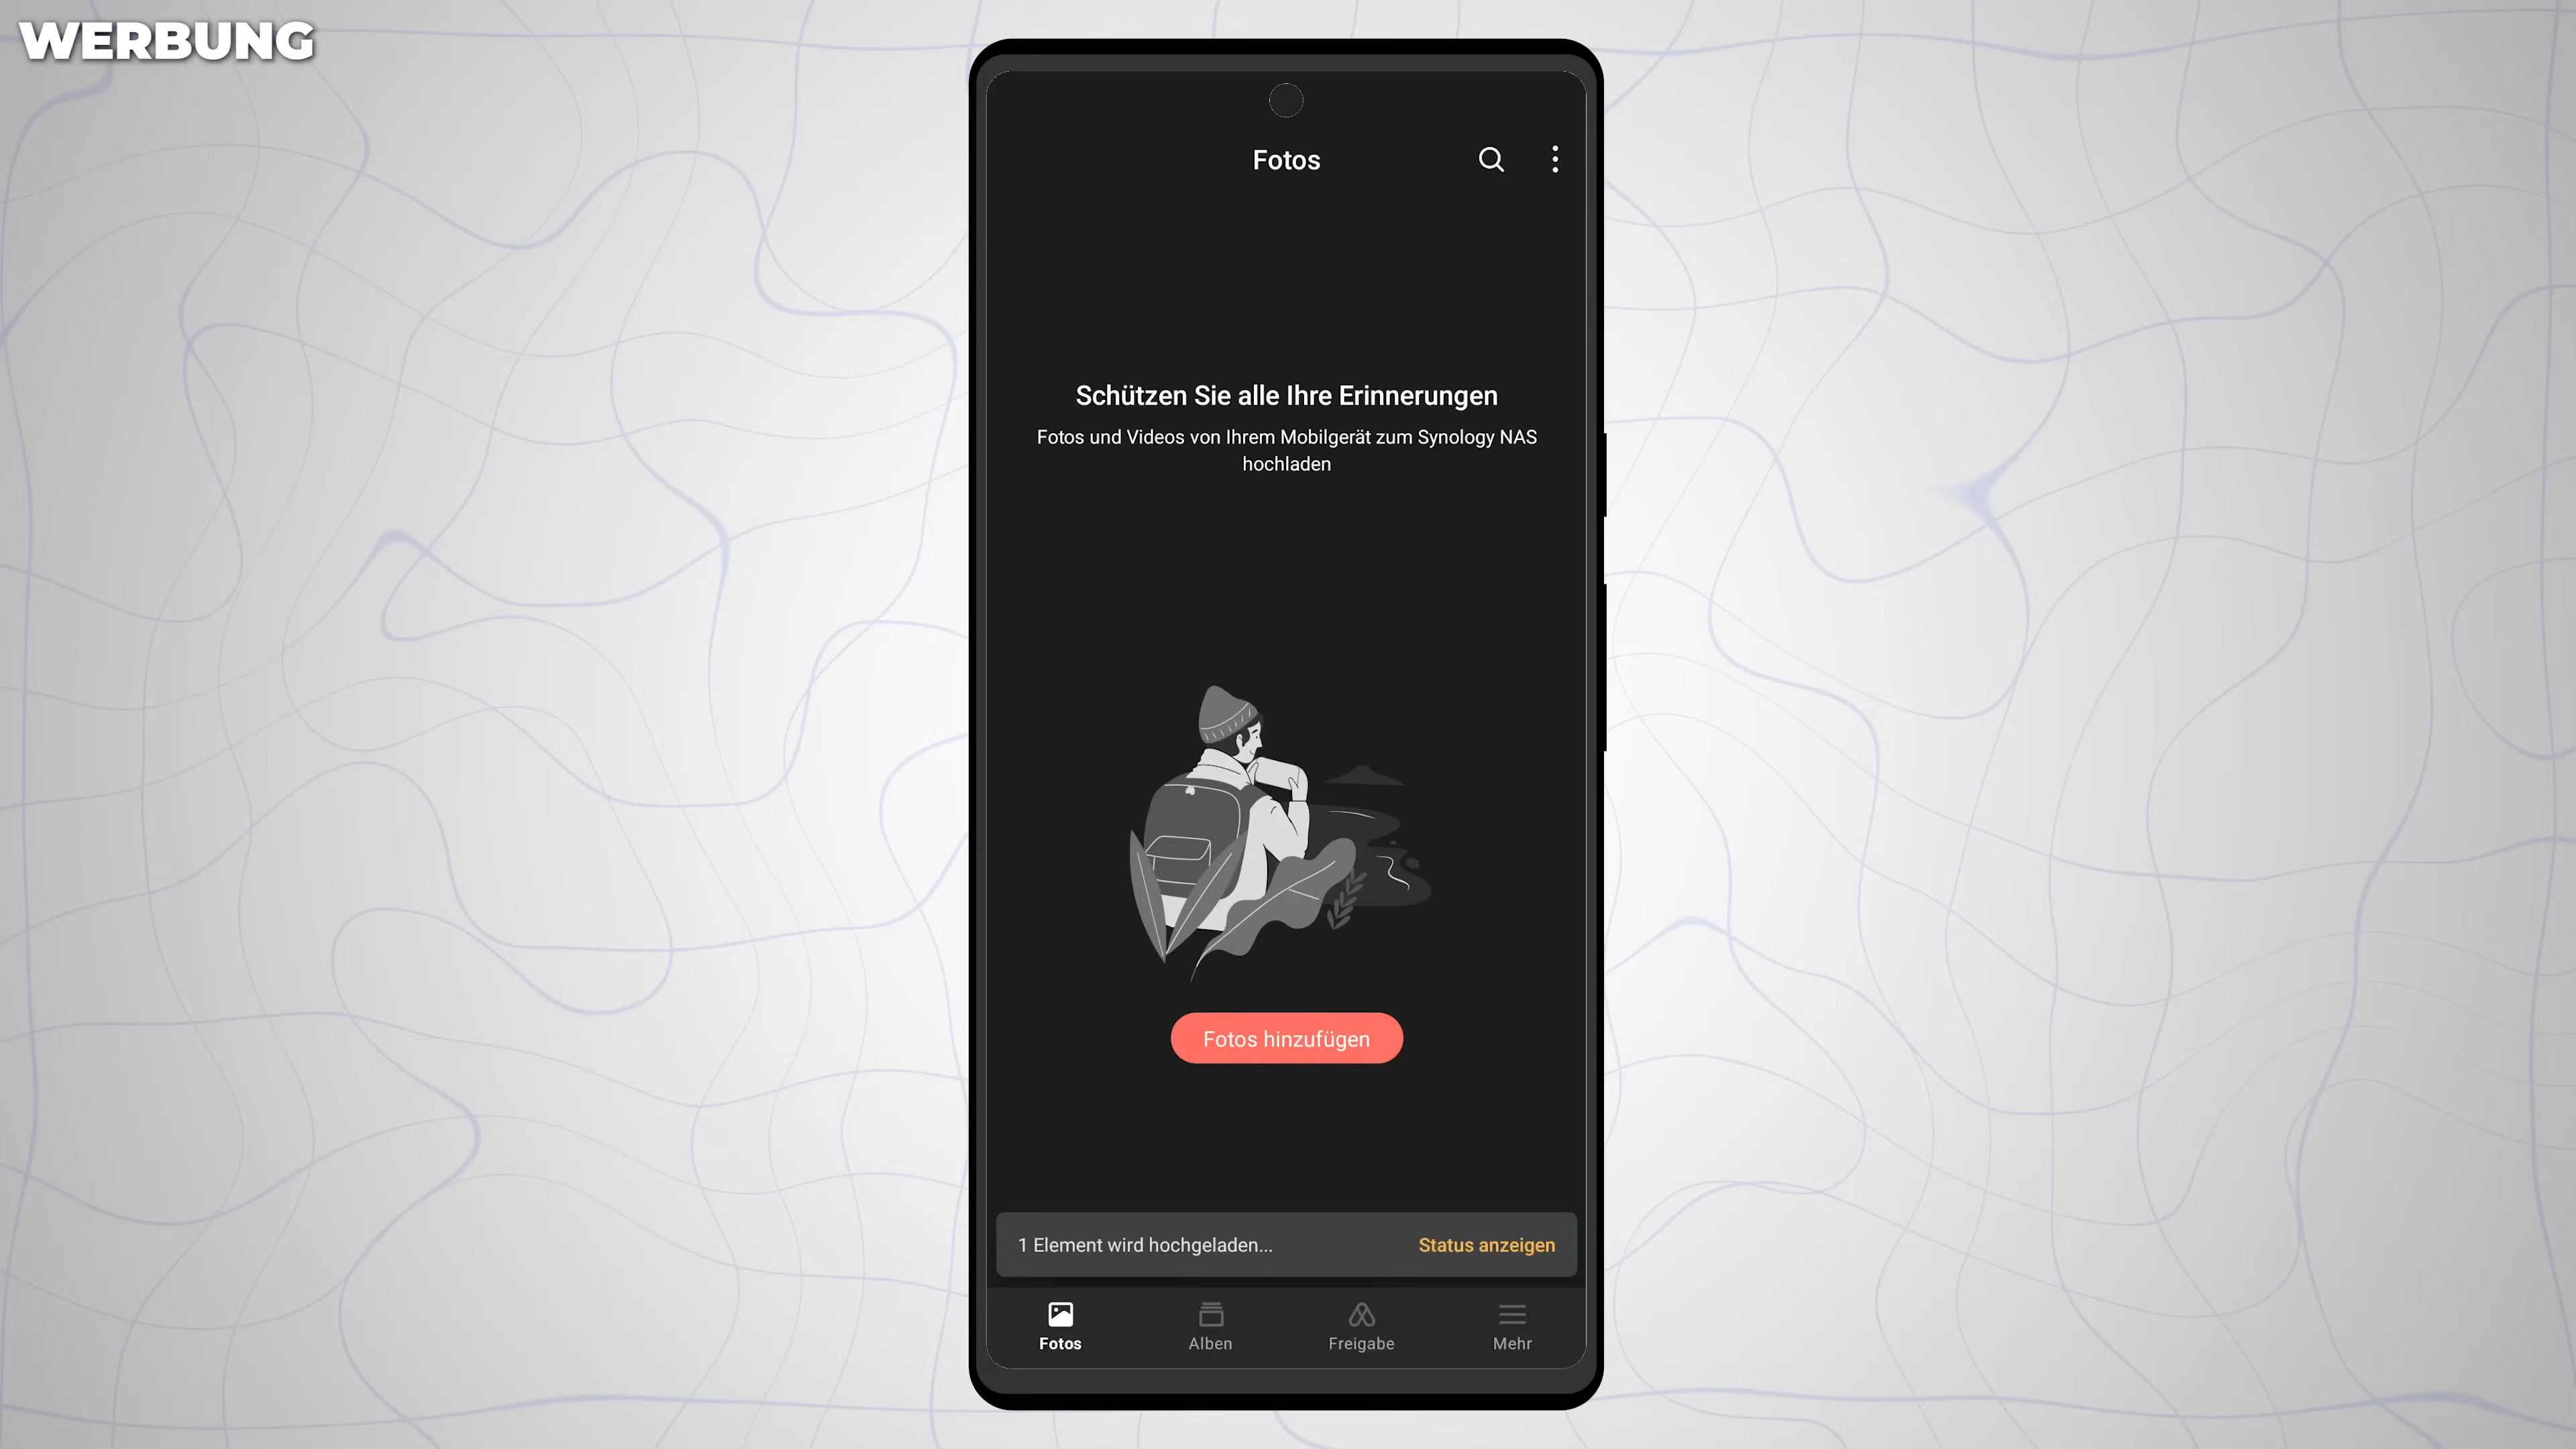 WERBUNG
Fotos
Schützen Sie alle Ihre Erinnerungen
Fotos und Videos von Ihrem Mobilgerät zum Synology NAS
hochladen
Fotos hinzufügen
1 Element wird hochgeladen... Status anzeigen
Fotos Alben Freigabe Mehr